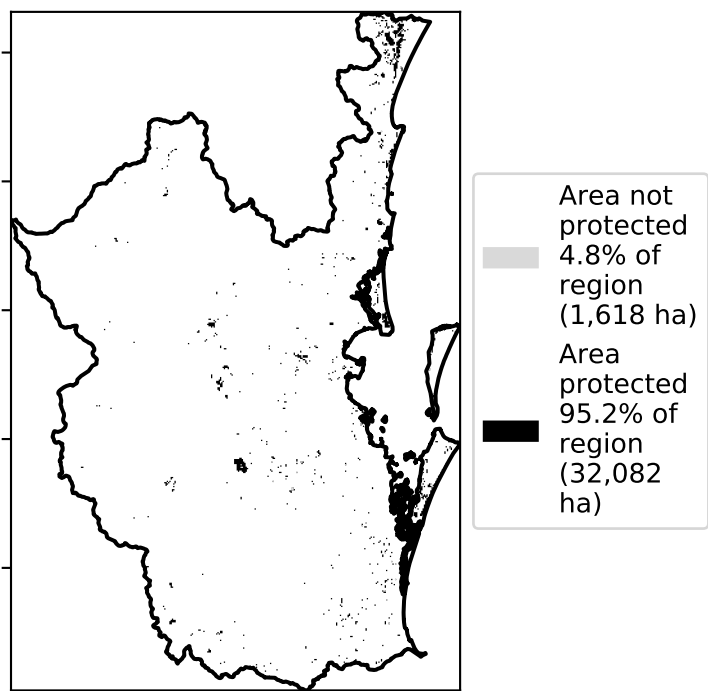 Area not
protected
4.8% of
region
(1,618 ha)
Area
protected
95.2% of
region
(32,082
ha)